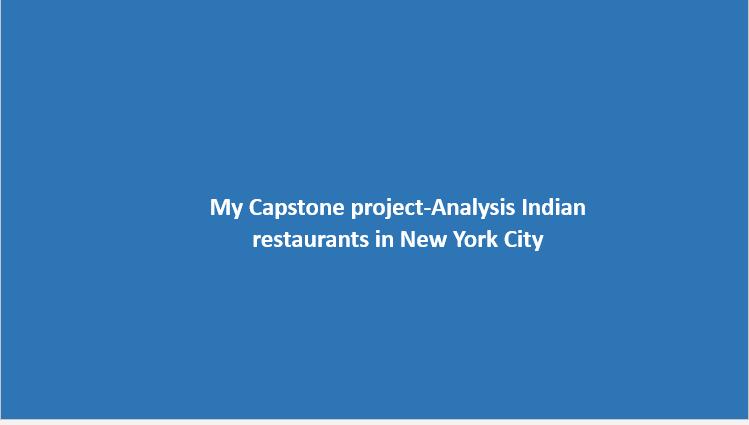 My Capstone project-Analysis Indian
restaurants in New York City